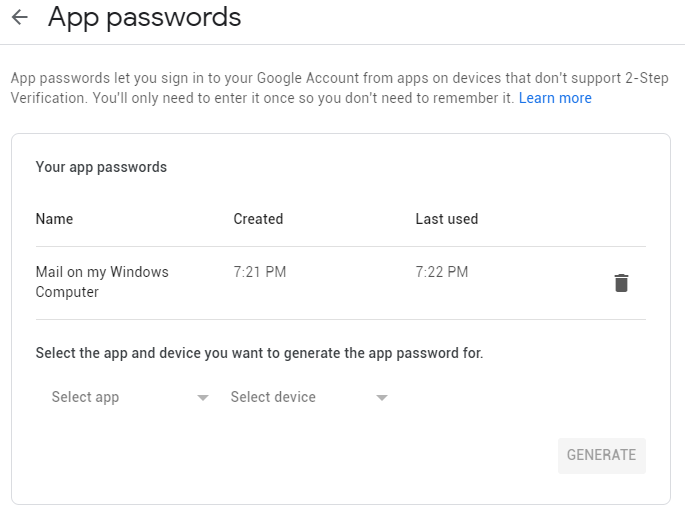 App passwords
App passwords let you sign in to your Google Account from apps on devices that don't support 2-Step
Verification. You'll only need to enter it once so you don't need to remember it. Learn more
Your app passwords
Name Created Last used
Mail on my Windows 7:21 PM 7:22 PM
Computer
Select the app and device you want to generate the app password for.
Select app Select device
GENERATE